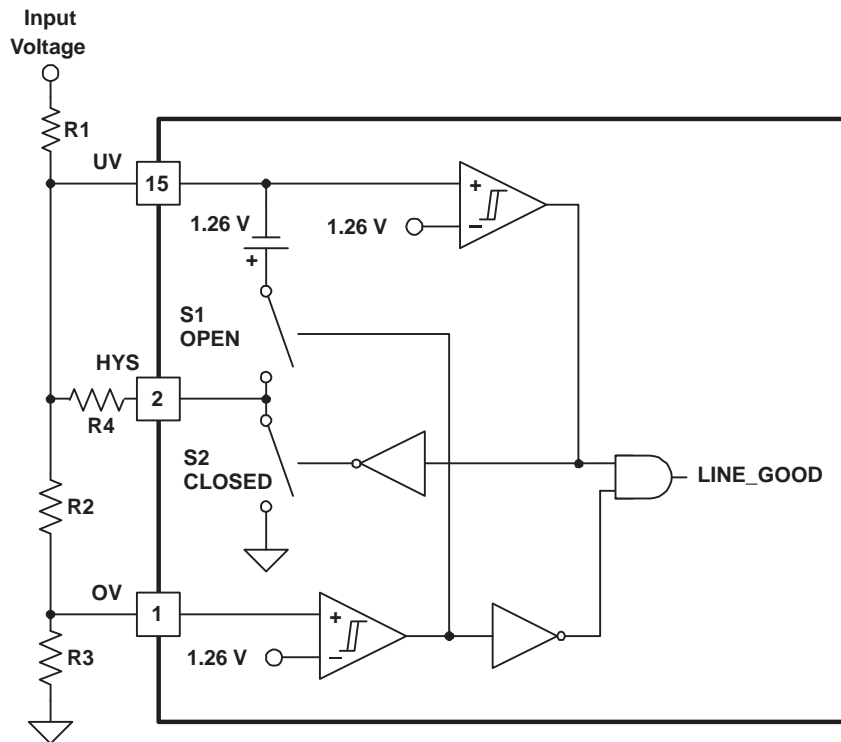 Input
Voltage
R1
UV
15
+
−
1.26 V
1.26 V
+
S1
OPEN
HYS
2
R4
S2
CLOSED
LINE_GOOD
R2
OV
1
+
−
1.26 V
R3